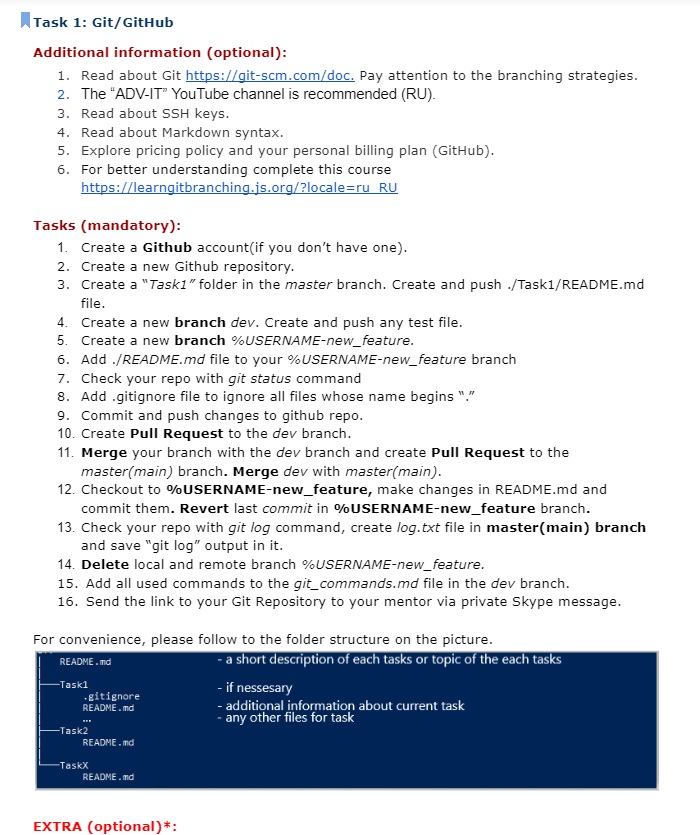 Task 1: Git/GitHub
Additional information (optional):
1. Read about Git https://git-scm.com/doc. Pay attention to the branching strategies.
2. The "ADV-IT" YouTube channel is recommended (RU).
3. Read about SSH keys.
4. Read about Markdown syntax.
5. Explore pricing policy and your personal billing plan (GitHub).
6. For better understanding complete this course
https://learngitbranching.js.org/?locale=ru_RU
Tasks (mandatory):
1. Create a Github account(if you don't have one).
2. Create a new Github repository.
3. Create a "Task1" folder in the master branch. Create and push ./Task1/README.md
file.
4. Create a new branch dev. Create and push any test file.
5. Create a new branch %USERNAME-new_feature.
6. Add ./README.md file to your %USERNAME-new_feature branch
7. Check your repo with git status command
8. Add .gitignore file to ignore all files whose name begins "."
9. Commit and push changes to github repo.
10. Create Pull Request to the dev branch.
11. Merge your branch with the dev branch and create Pull Request to the
master(main) branch. Merge dev with master(main).
12. Checkout to %USERNAME-new_feature, make changes in README.md and
commit them. Revert last commit in %USERNAME-new_feature branch.
13. Check your repo with git log command, create log.txt file in master(main) branch
and save "git log" output in it.
14. Delete local and remote branch %USERNAME-new_feature.
15. Add all used commands to the git_commands.md file in the dev branch.
16. Send the link to your Git Repository to your mentor via private Skype message.
For convenience, please follow to the folder structure on the picture.
README.md - a short description of each tasks or topic of the each tasks
Task1 - if nessesary
.gitignore
README.md - additional information about current task
... - any other files for task
Task2
README.md
TaskX
README.md
EXTRA (optional)*: